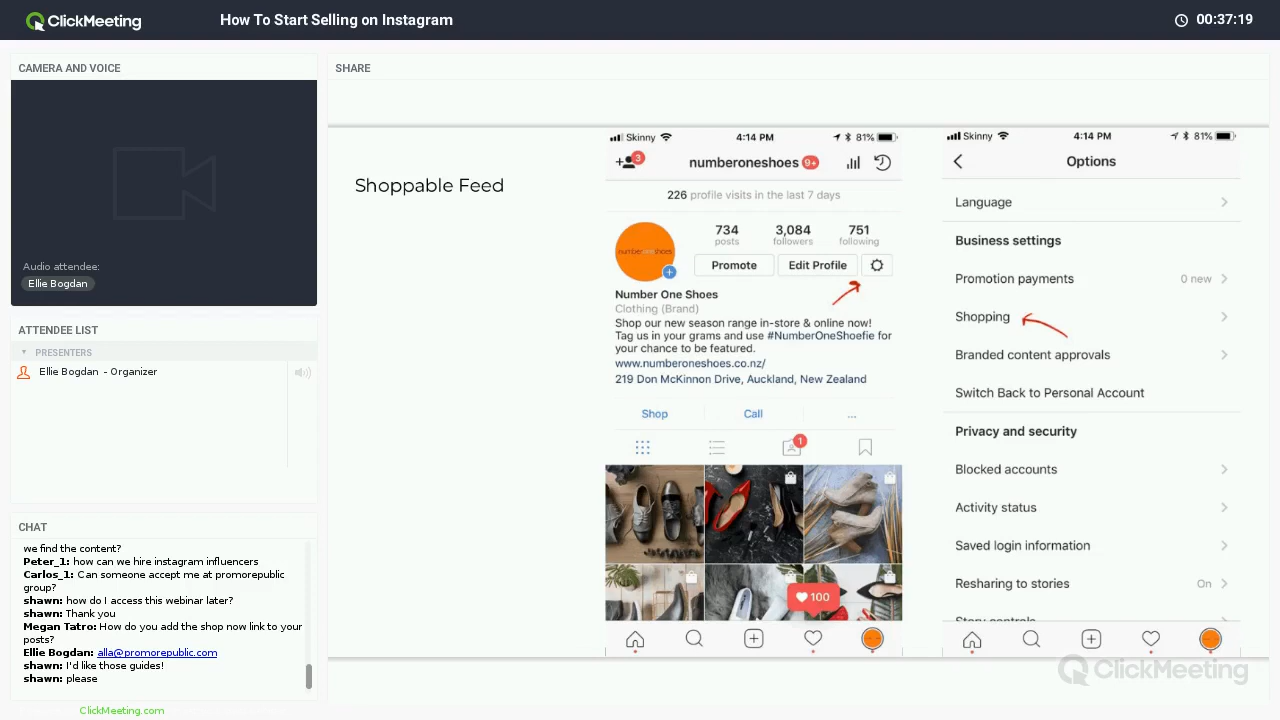 ClickMeeting
How To Start Selling on Instagram
00:37:19
CAMERA AND VOICE
Audio attendee:
Ellie Bogdan
ATTENDEE LIST
PRESENTERS
Ellie Bogdan - Organizer
CHAT
we find the content?
Peter_1: how can we hire instagram influencers
Carlos_1: Can someone accept me at promorepublic
group?
shawn: how do I access this webinar later?
shawn: Thank you
Megan Tatro: How do you add the shop now link to your
posts?
Ellie Bogdan: alla@promorepublic.com
shawn: I'd like those guides!
shawn: please
ClickMeeting.com
SHARE
Shoppable Feed
Skinny 4:14 PM 81%
3 numberoneshoes 9+
226 profile visits in the last 7 days
734 3,084 751
posts followers following
Promote Edit Profile
numberoneshoes
Number One Shoes
Clothing (Brand)
Shop our new season range in-store & online now!
Tag us in your grams and use #NumberOneShoefie for
your chance to be featured.
www.numberoneshoes.co.nz/
219 Don McKinnon Drive, Auckland, New Zealand
Shop Call ...
1
100
Skinny 4:14 PM 81%
Options
Language
Business settings
Promotion payments 0 new
Shopping
Branded content approvals
Switch Back to Personal Account
Privacy and security
Blocked accounts
Activity status
Saved login information
Resharing to stories On
Story controls
ClickMeeting